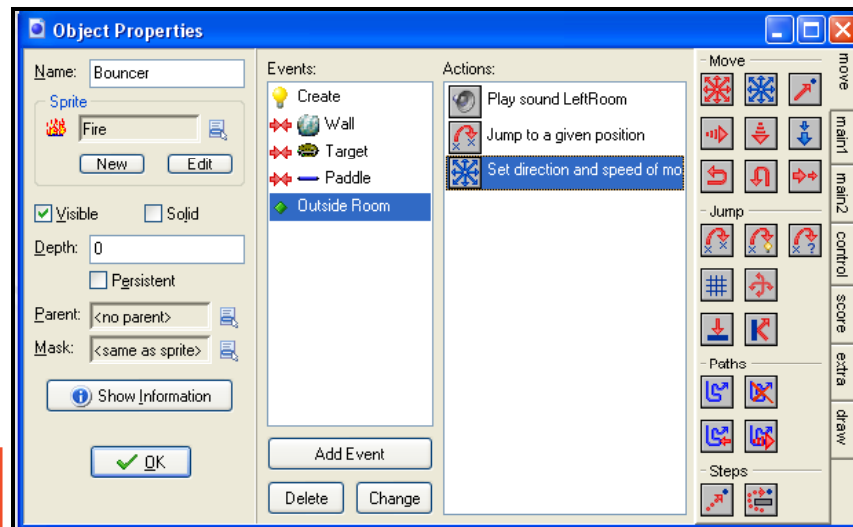 Object Properties
Name: Bouncer
Sprite
Fire
New Edit
Visible Solid
Depth: 0
Persistent
Parent: <no parent>
Mask: <same as sprite>
Show Information
OK
Events:
Create
Wall
Target
Paddle
Outside Room
Add Event
Delete Change
Actions:
Play sound LeftRoom
Jump to a given position
Set direction and speed of mo
Move
Jump
Paths
Steps
move
main1
main2
control
score
extra
draw